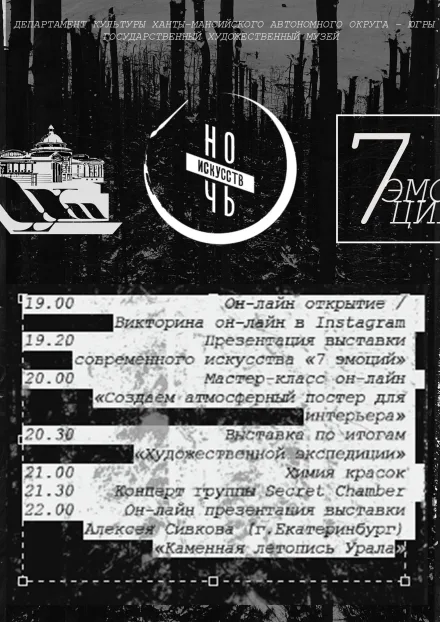 ДЕПАРТАМЕНТ КУЛЬТУРЫ ХАНТЫ-МАНСИЙСКОГО АВТОНОМНОГО ОКРУГА – ЮГРЫ
ГОСУДАРСТВЕННЫЙ ХУДОЖЕСТВЕННЫЙ МУЗЕЙ
НО
ИСКУССТВ
ЧЬ
7 ЭМО
ЦИ
19.00 Он-лайн открытие /
Викторина он-лайн в Instagram
19.20 Презентация выставки
современного искусства «7 эмоций»
20.00 Мастер-класс он-лайн
«Создаем атмосферный постер для
интерьера»
20.30 Выставка по итогам
«Художественной экспедиции»
21.00 Химия красок
21.30 Концерт группы Secret Chamber
22.00 Он-лайн презентация выставки
Алексея Сивкова (г.Екатеринбург)
«Каменная летопись Урала»